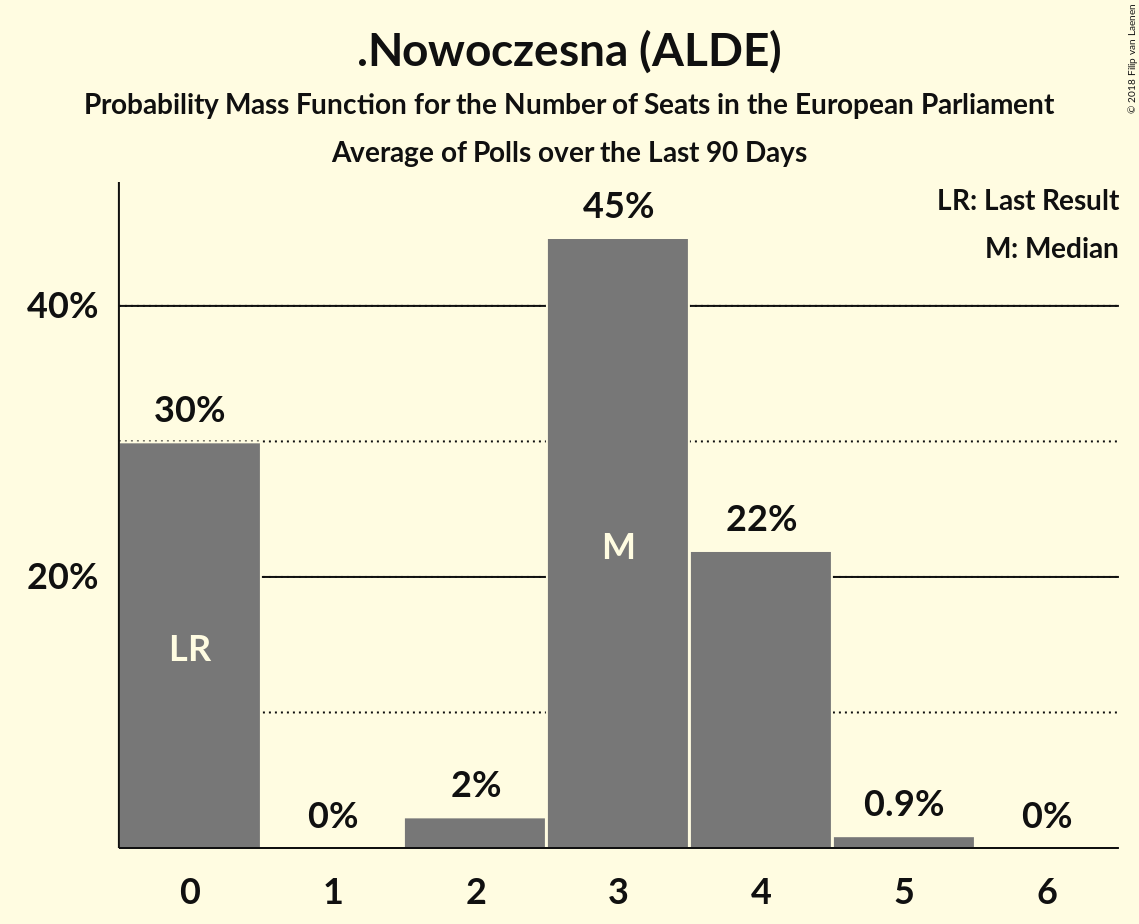 .Nowoczesna (ALDE)
Probability Mass Function for the Number of Seats in the European Parliament
Average of Polls over the Last 90 Days
© 2018 Filip van Laenen
LR: Last Result
M: Median
45%
40%
30%
22%
M
20%
LR
2%
0.9%
0%
0%
0 1 2 3 4 5 6